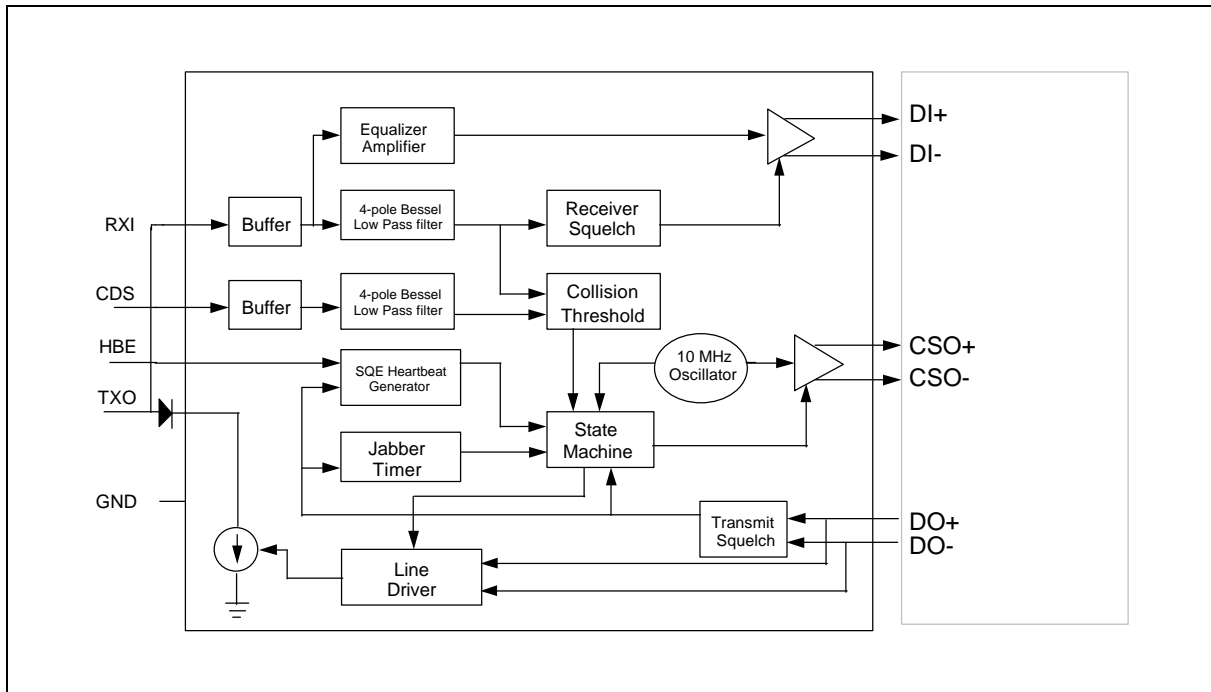 Equalizer
Amplifier
DI+
DI-
RXI
Buffer
4-pole Bessel
Low Pass filter
Receiver
Squelch
CDS
Buffer
4-pole Bessel
Low Pass filter
Collision
Threshold
HBE
SQE Heartbeat
Generator
10 MHz
Oscillator
CSO+
CSO-
TXO
State
Machine
Jabber
Timer
GND
Transmit
Squelch
DO+
DO-
Line
Driver